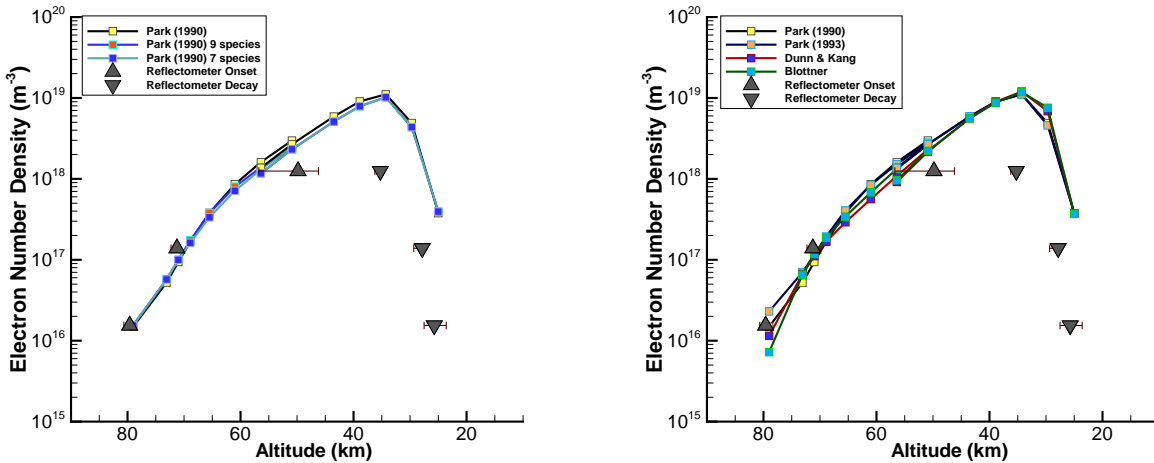 10^20
10^19
10^18
10^17
10^16
10^15
Electron Number Density (m^-3)
Park (1990)
Park (1990) 9 species
Park (1990) 7 species
Reflectometer Onset
Reflectometer Decay
80
60
40
20
Altitude (km)
10^20
10^19
10^18
10^17
10^16
10^15
Electron Number Density (m^-3)
Park (1990)
Park (1993)
Dunn & Kang
Blottner
Reflectometer Onset
Reflectometer Decay
80
60
40
20
Altitude (km)